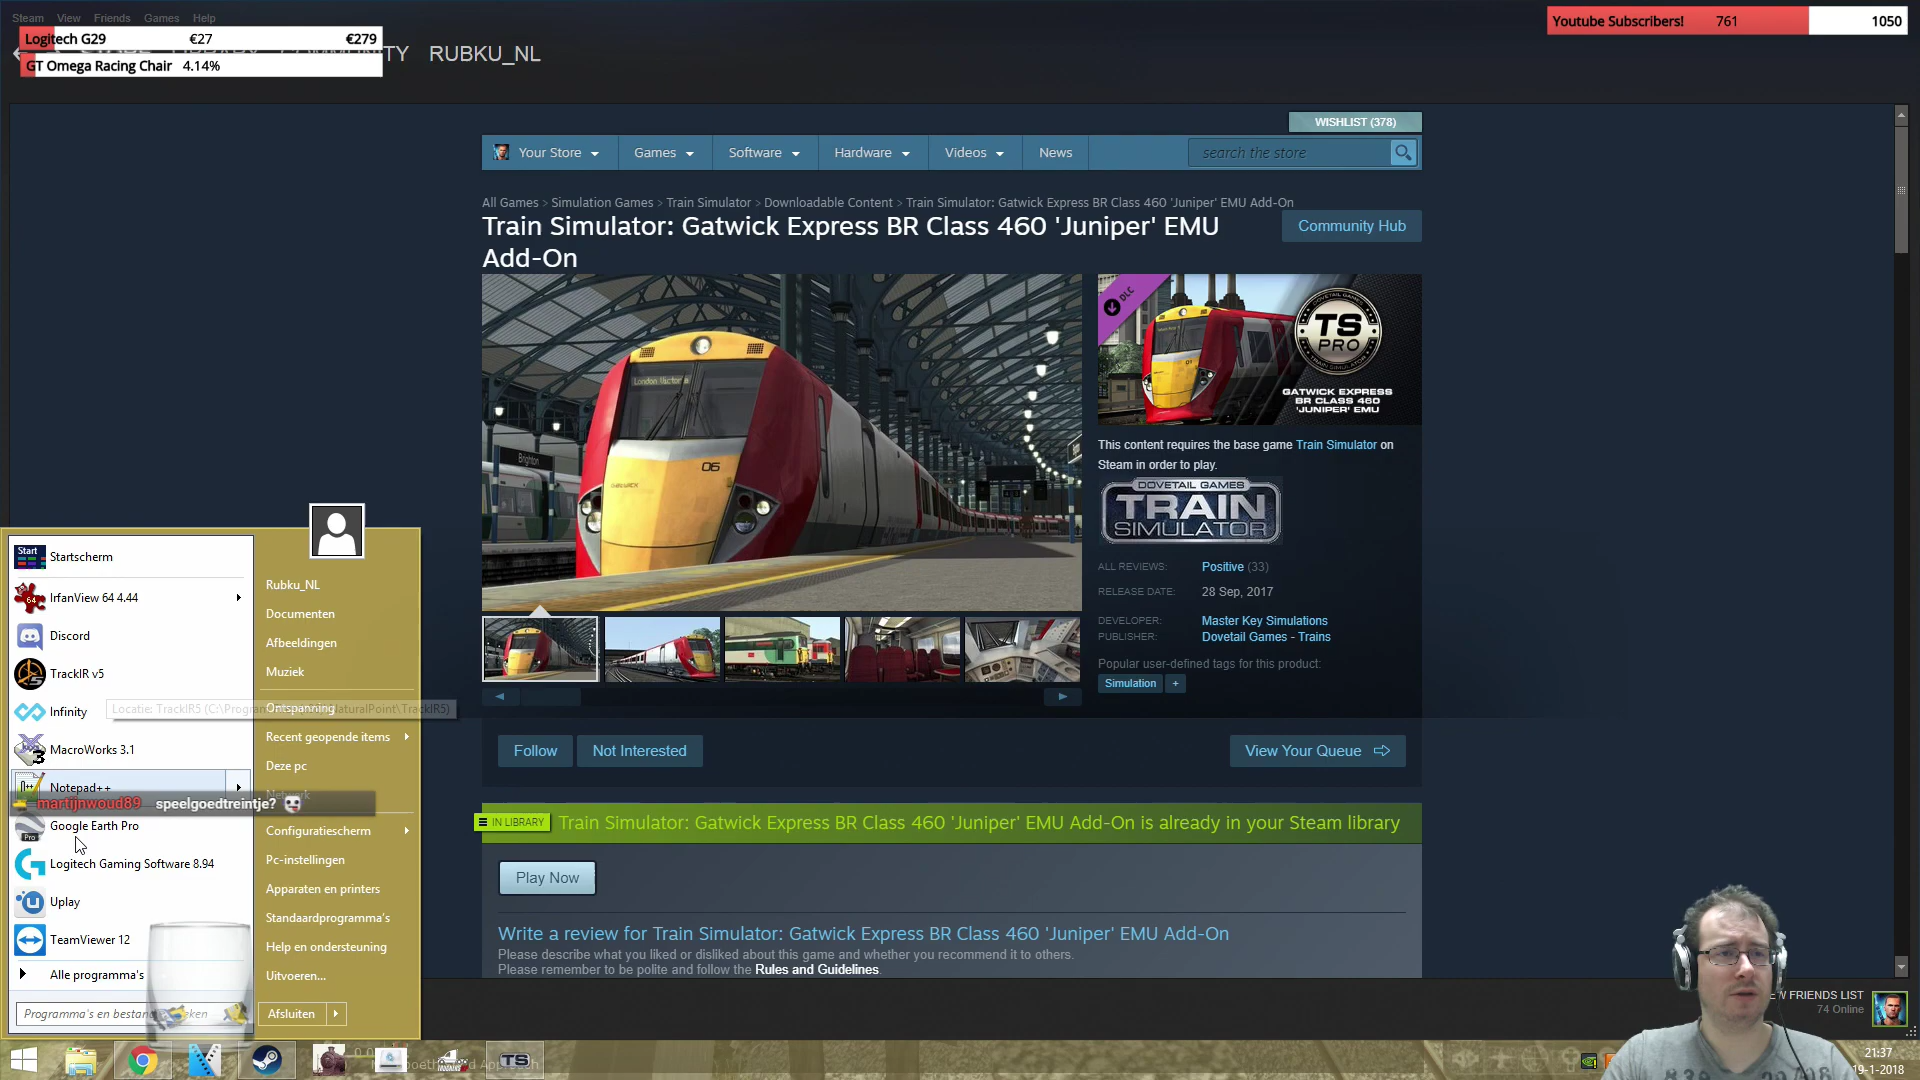 Steam View Friends Games Help
Logitech G29 €27 €279
GT Omega Racing Chair 4.14%
RUBKU_NL
Youtube Subscribers! 761 1050
WISHLIST (378)
Your Store Games Software Hardware Videos News
search the store
All Games > Simulation Games > Train Simulator > Downloadable Content > Train Simulator: Gatwick Express BR Class 460 'Juniper' EMU Add-On
Train Simulator: Gatwick Express BR Class 460 'Juniper' EMU
Add-On
Community Hub
London Victoria
Brighton
06
DLC
TS
PRO
TRAIN SIMULATOR
GATWICK EXPRESS
BR CLASS 460
'JUNIPER' EMU
This content requires the base game Train Simulator on
Steam in order to play.
DOVETAIL GAMES
TRAIN
SIMULATOR
ALL REVIEWS: Positive (33)
RELEASE DATE: 28 Sep, 2017
DEVELOPER: Master Key Simulations
PUBLISHER: Dovetail Games - Trains
Popular user-defined tags for this product:
Simulation +
Follow Not Interested View Your Queue
IN LIBRARY Train Simulator: Gatwick Express BR Class 460 'Juniper' EMU Add-On is already in your Steam library
Play Now
Write a review for Train Simulator: Gatwick Express BR Class 460 'Juniper' EMU Add-On
Please describe what you liked or disliked about this game and whether you recommend it to others.
Please remember to be polite and follow the Rules and Guidelines.
Start
Startscherm
IrfanView 64 4.44
Discord
TrackIR v5
Infinity
MacroWorks 3.1
Notepad++
martijnwoud89 speelgoedtreintje?
Google Earth Pro
Logitech Gaming Software 8.94
Uplay
TeamViewer 12
Alle programma's
Programma's en bestan
Rubku_NL
Documenten
Afbeeldingen
Muziek
Ontspanning
Recent geopende items
Deze pc
Configuratiescherm
Pc-instellingen
Apparaten en printers
Standaardprogramma's
Help en ondersteuning
Uitvoeren...
Afsluiten
FRIENDS LIST
74 Online
TS
21:37
19-1-2018